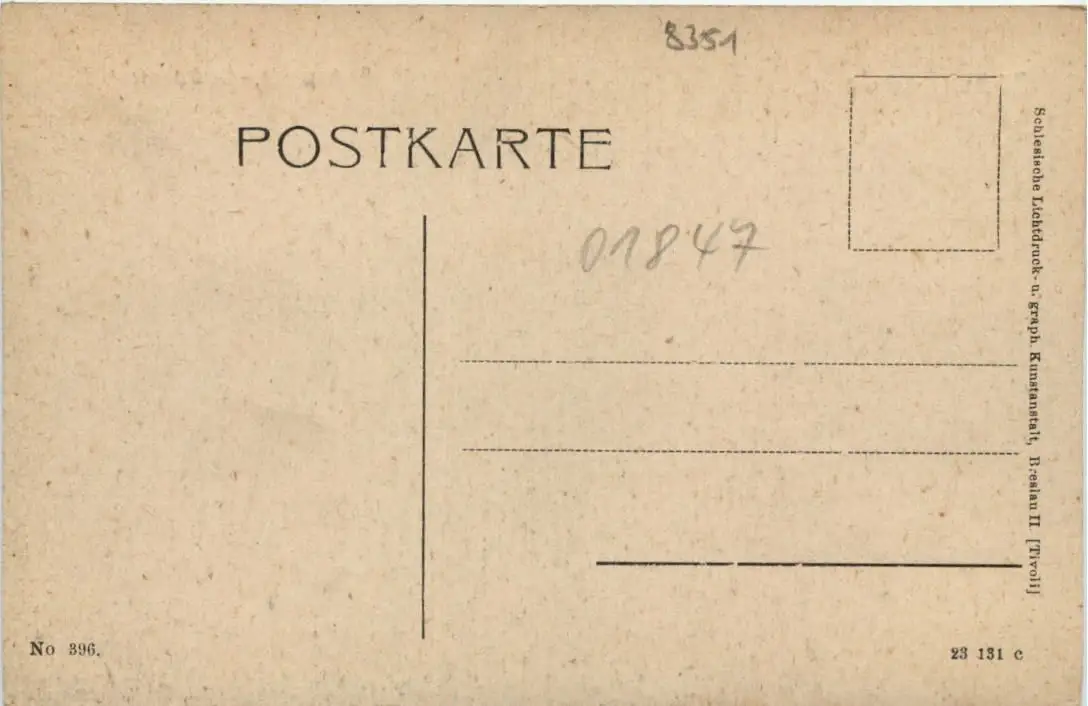 8351
POSTKARTE
01847
Schlesische Lichtdruck- u. graph. Kunstanstalt, Breslau II. [Tivoli]
No 396.
23 131 c